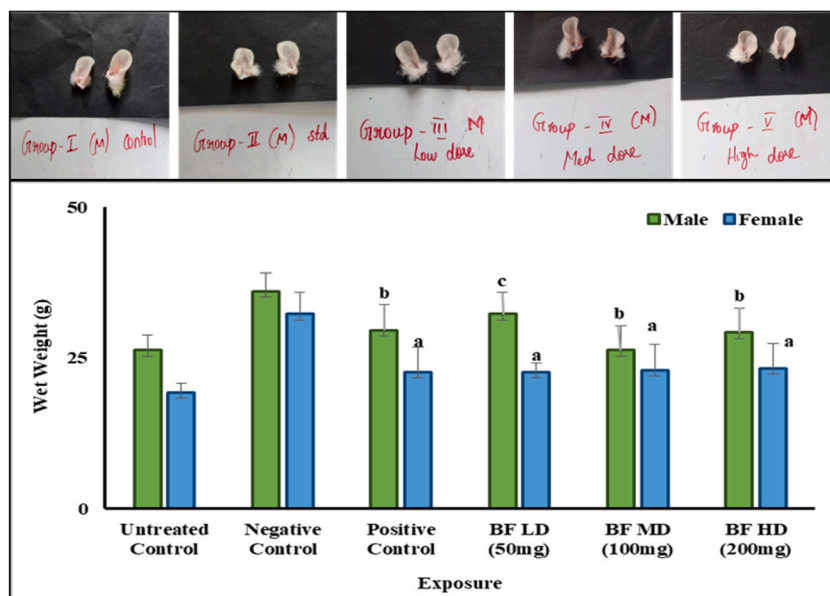 Group-I (M) Control
Group-II (M) std
Group-III M
Low dose
Group-IV (M)
Med dose
Group-V (M)
High dose
50
Male Female
b
c
b
b
a
a
a
a
25
Wet Weight (g)
0
Untreated
Control
Negative
Control
Positive
Control
BF LD
(50mg)
BF MD
(100mg)
BF HD
(200mg)
Exposure